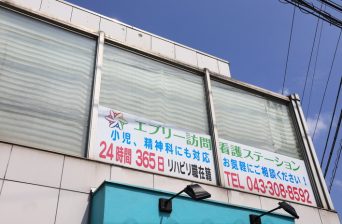 エブリー訪問看護ステーション
小児、精神科にも対応
お気軽にご相談ください!
24時間 365日 リハビリ職在籍
TEL 043-308-8592